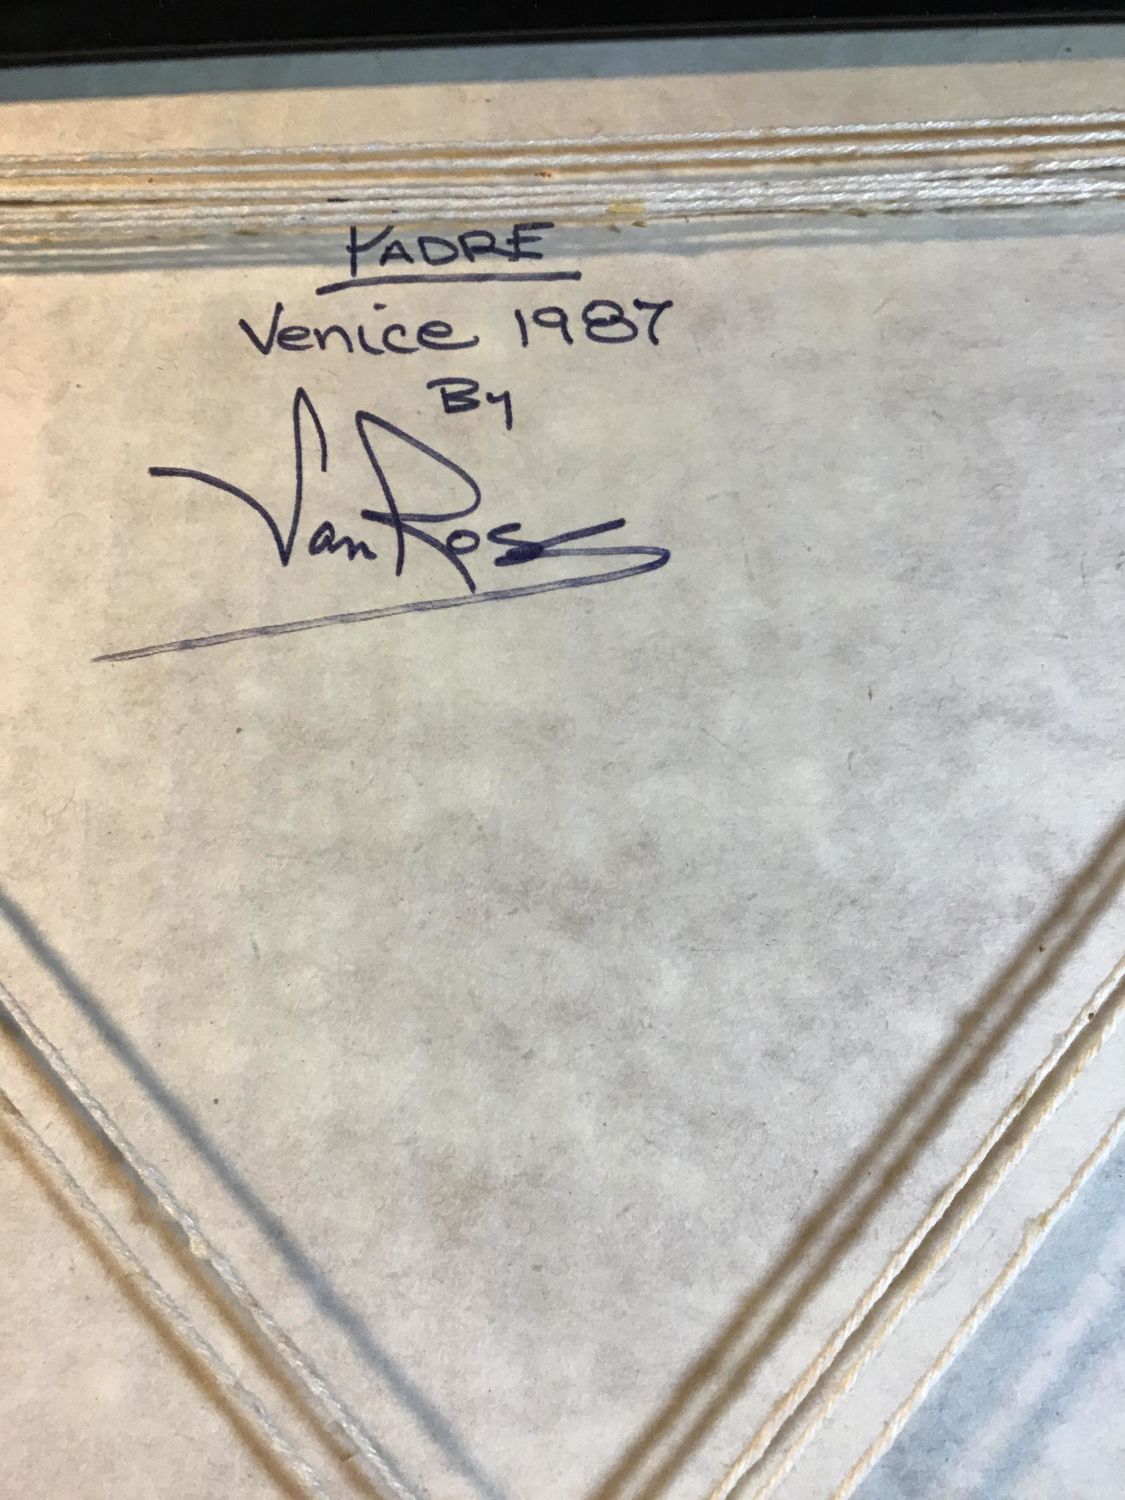 PADRE
Venice 1987
By
Van Ross